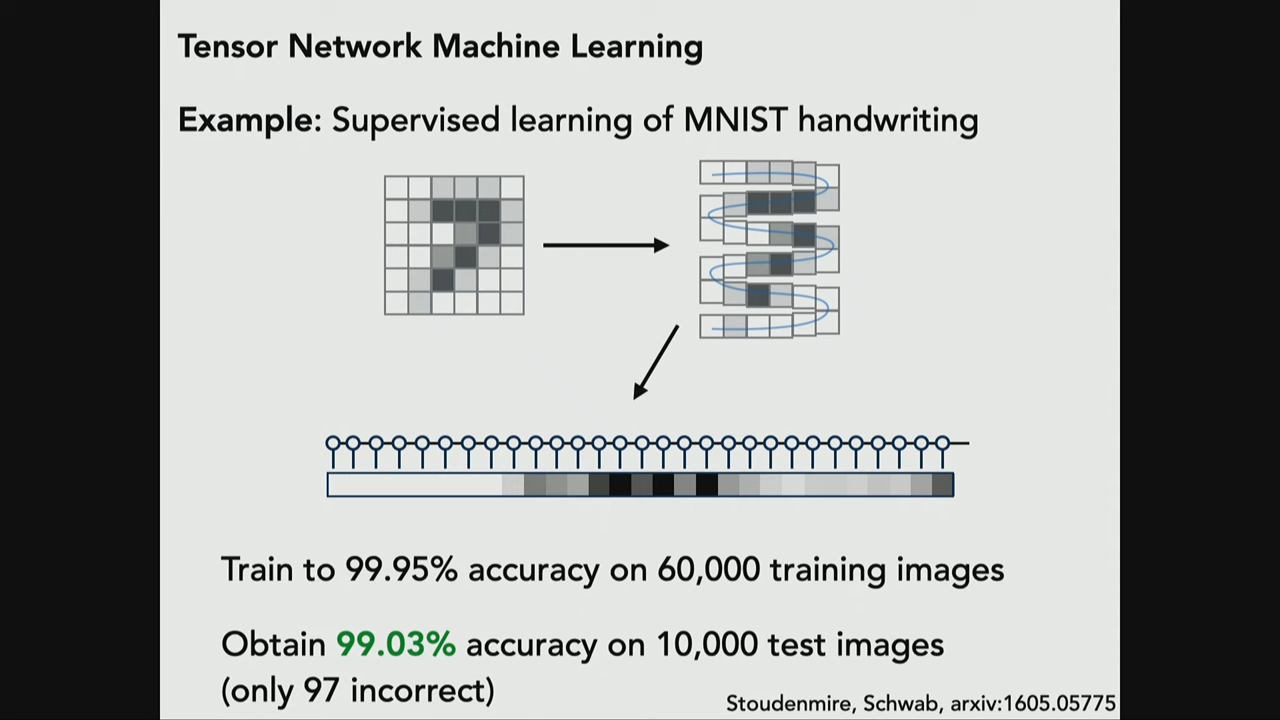 Tensor Network Machine Learning
Example: Supervised learning of MNIST handwriting
Train to 99.95% accuracy on 60,000 training images
Obtain 99.03% accuracy on 10,000 test images
(only 97 incorrect)
Stoudenmire, Schwab, arxiv:1605.05775